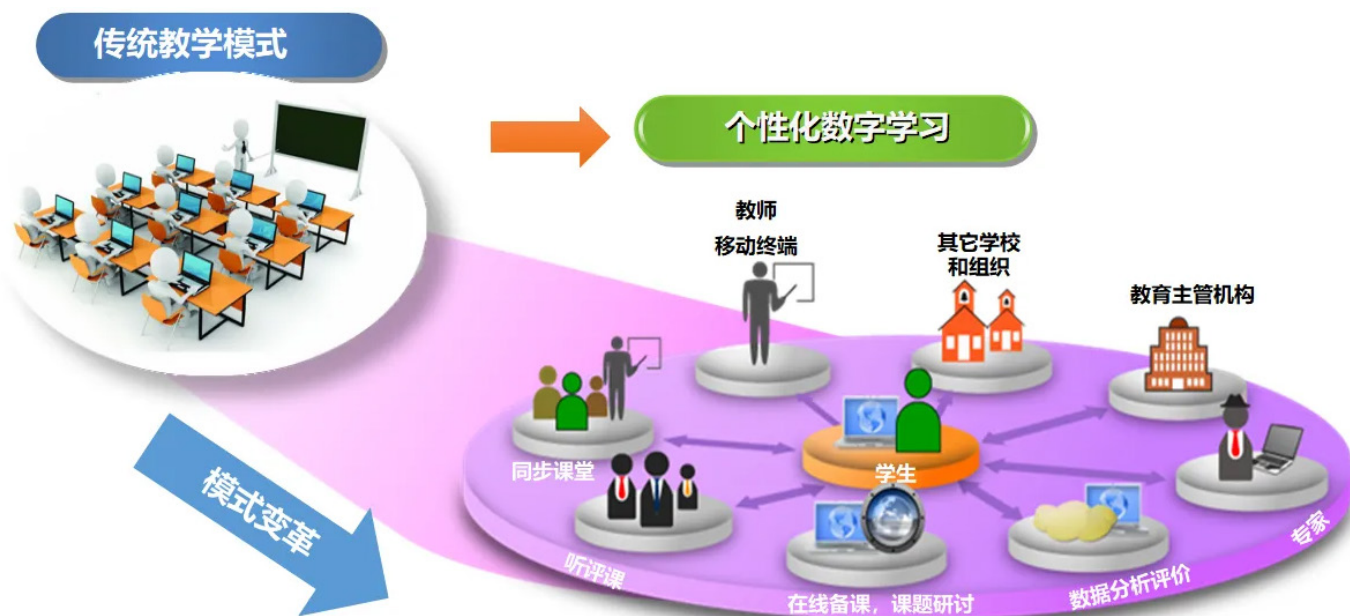 传统教学模式
个性化数字学习
教师
移动终端
其它学校
和组织
教育主管机构
同步课堂
学生
模式变革
听评课
在线备课，课题研讨
数据分析评价
专家